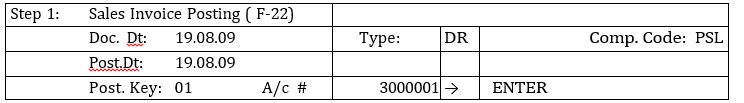 Step 1: Sales Invoice Posting ( F-22)
Doc. Dt: 19.08.09 Type: DR Comp. Code: PSL
Post.Dt: 19.08.09
Post. Key: 01 A/c # 3000001 → ENTER